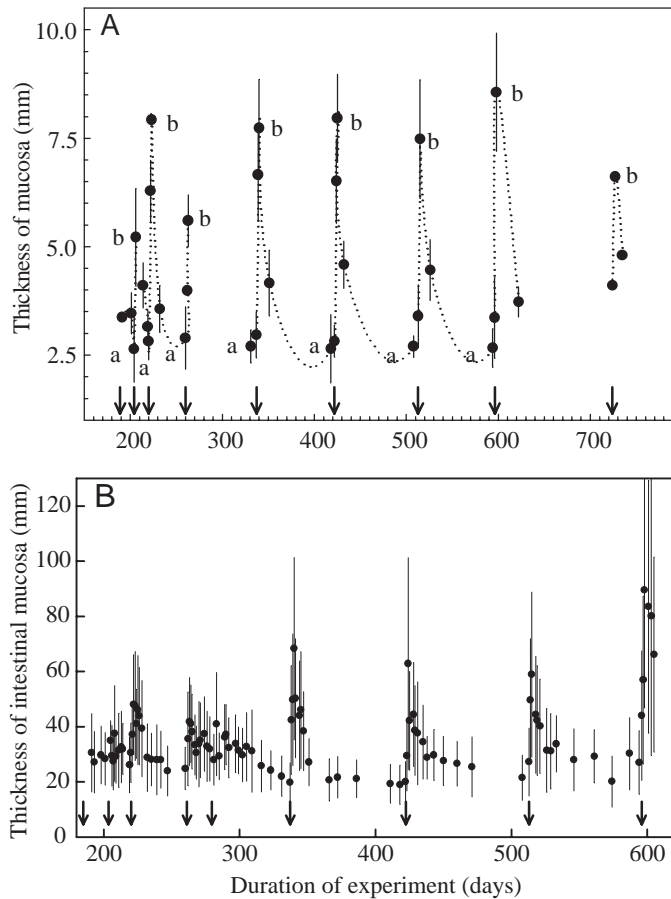 A
Thickness of mucosa (mm)
10.0
7.5
5.0
2.5
b
b
b
b
b
b
b
b
a
a
a
a
a
a
200 300 400 500 600 700
B
Thickness of intestinal mucosa (mm)
120
100
80
60
40
20
0
200 300 400 500 600
Duration of experiment (days)